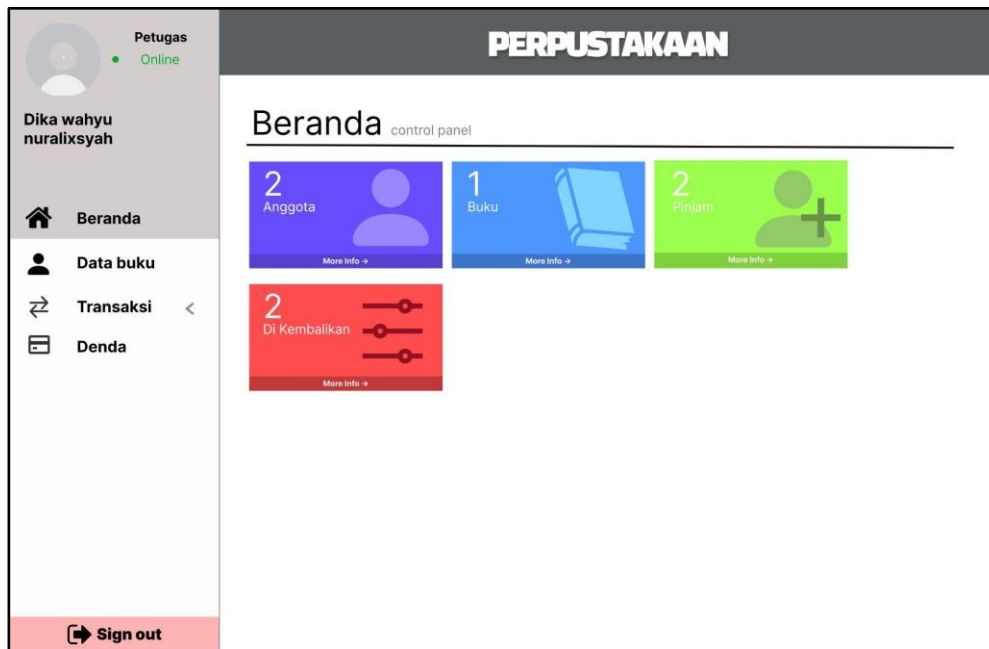 Petugas
Online
Dika wahyu
nuralixsyah
Beranda
Data buku
Transaksi <
Denda
Sign out
PERPUSTAKAAN
Beranda control panel
2
Anggota
More Info →
1
Buku
More Info →
2
Pinjam
More Info →
2
Di Kembalikan
More Info →